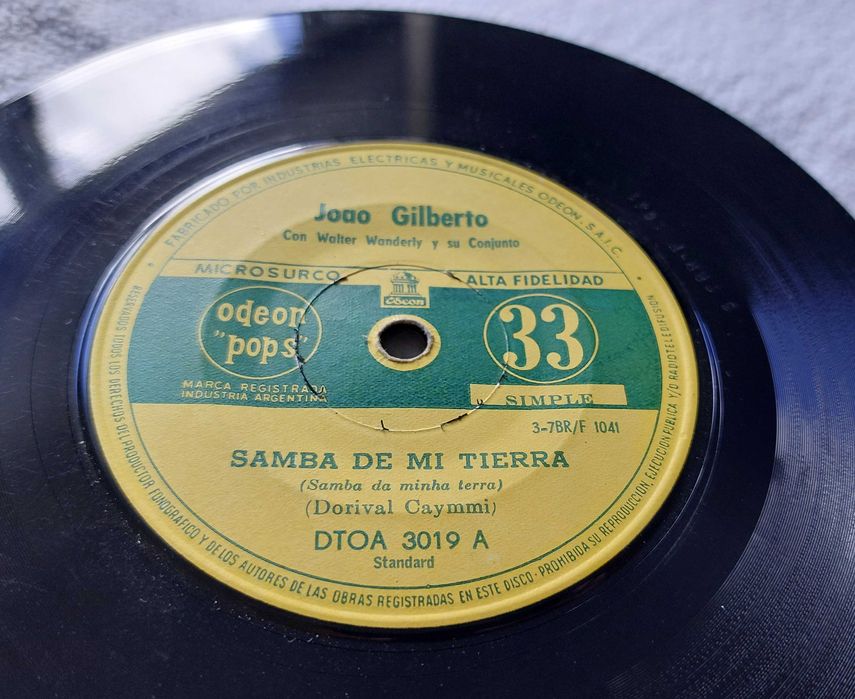 FABRICADO POR INDUSTRIAS ELECTRICAS Y MUSICALES ODEON. S.A.I.C.
Joao Gilberto
Con Walter Wanderly y su Conjunto
MICROSURCO
ALTA FIDELIDAD
Odeon
odeon
"pops"
33
MARCA REGISTRADA
INDUSTRIA ARGENTINA
SIMPLE
3-7BR/F 1041
SAMBA DE MI TIERRA
(Samba da minha terra)
(Dorival Caymmi)
DTOA 3019 A
Standard
RESERVADOS TODOS LOS DERECHOS DEL PRODUCTOR FONOGRAFICO Y DE LOS AUTORES DE LAS OBRAS REGISTRADAS EN ESTE DISCO · PROHIBIDA SU REPRODUCCION, EJECUCION PUBLICA Y/O RADIOTELEDIFUSION